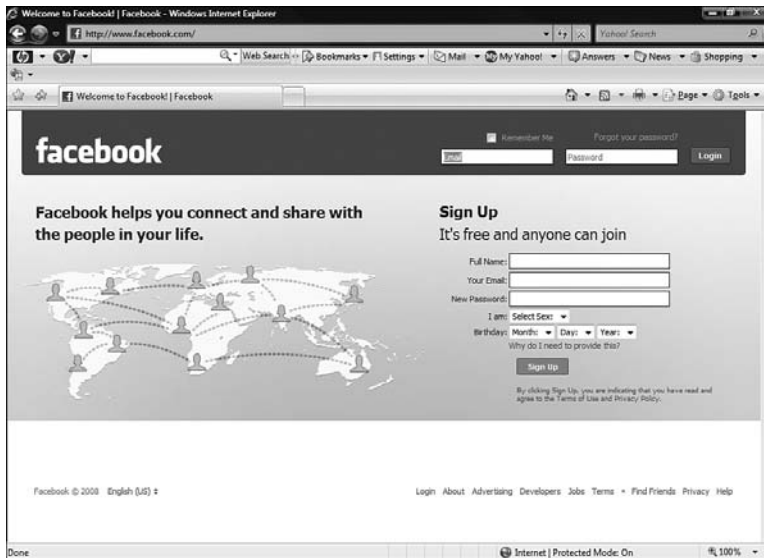 Welcome to Facebook! | Facebook - Windows Internet Explorer
http://www.facebook.com/
Yahoo! Search
Y!
Web Search
Bookmarks
Settings
Mail
My Yahoo!
Answers
News
Shopping
Welcome to Facebook! | Facebook
Page
Tools
Remember Me
Forgot your password?
facebook
Email
Password
Login
Facebook helps you connect and share with
the people in your life.
Sign Up
It's free and anyone can join
Full Name:
Your Email:
New Password:
I am: Select Sex:
Birthday: Month: Day: Year:
Why do I need to provide this?
Sign Up
By clicking Sign Up, you are indicating that you have read and
agree to the Terms of Use and Privacy Policy.
Facebook © 2008 English (US)
Login About Advertising Developers Jobs Terms • Find Friends Privacy Help
Done
Internet | Protected Mode: On
100%